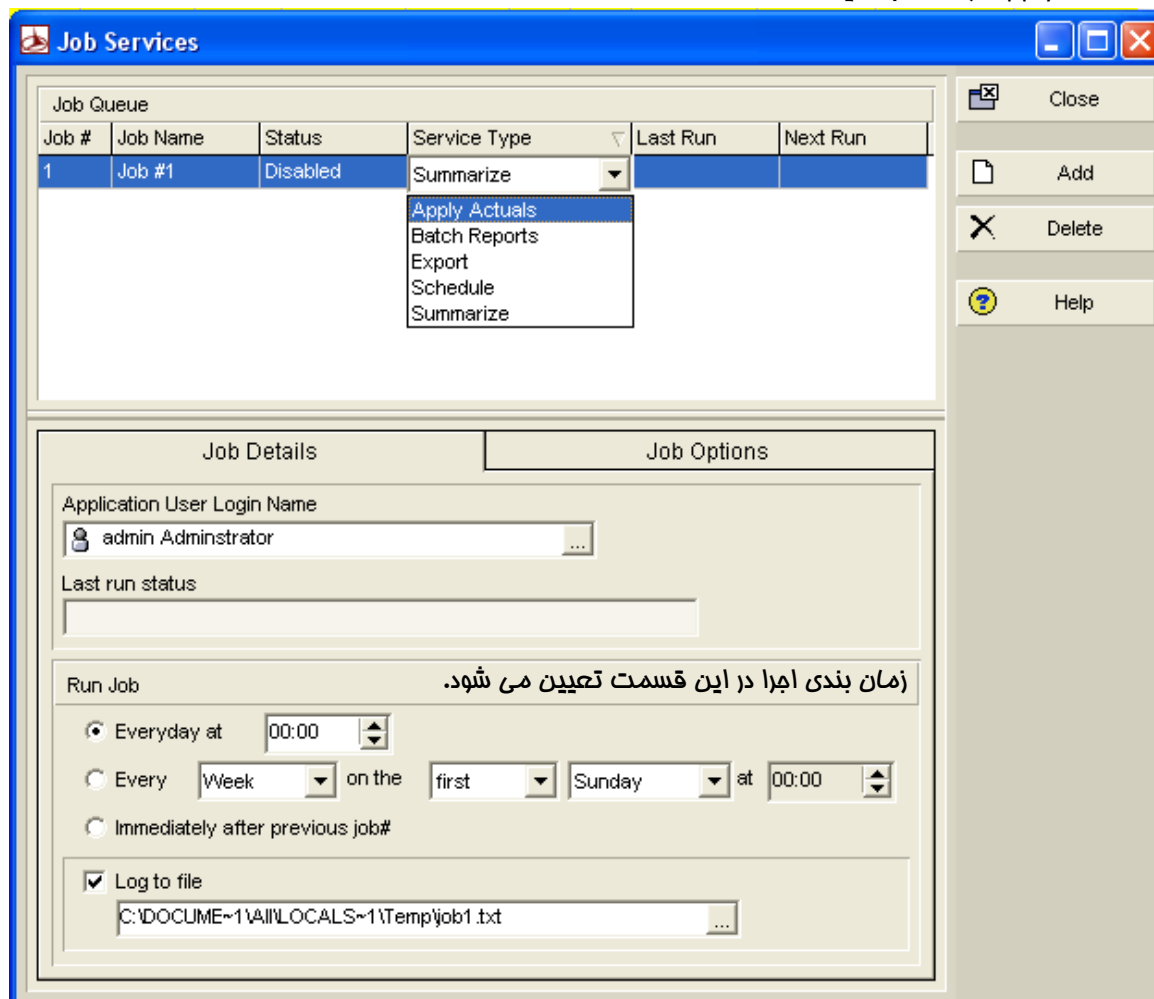 Job Services
Job Queue
Job # Job Name Status Service Type Last Run Next Run
1 Job #1 Disabled Summarize
Apply Actuals
Batch Reports
Export
Schedule
Summarize
Close
Add
Delete
Help
Job Details Job Options
Application User Login Name
admin Adminstrator ...
Last run status
Run Job زمان بندی اجرا در این قسمت تعیین می شود.
Everyday at 00:00
Every Week on the first Sunday at 00:00
Immediately after previous job#
Log to file
C:\DOCUME~1\All\LOCALS~1\Temp\job1.txt ...